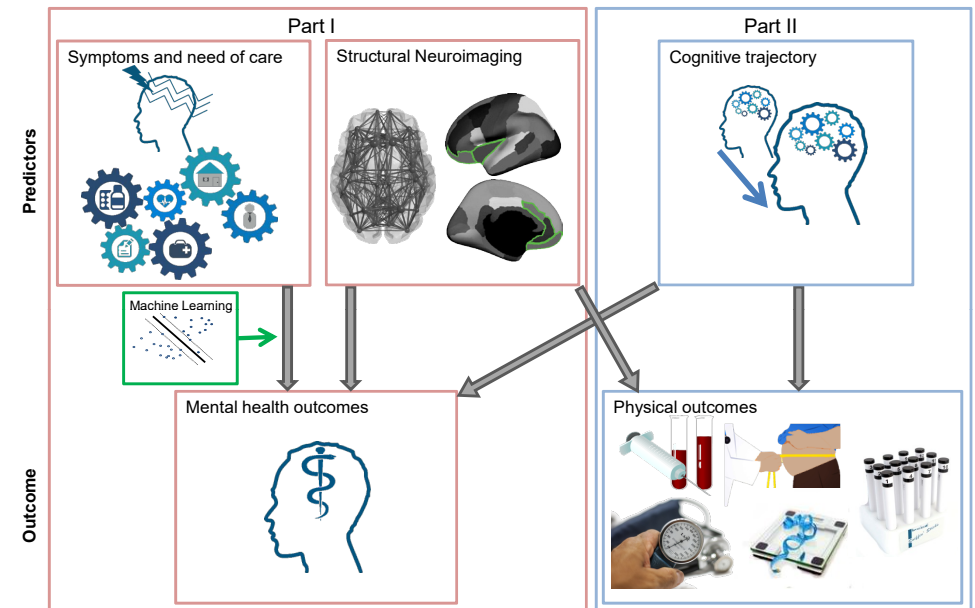 Part I
Part II
Predictors
Symptoms and need of care
Structural Neuroimaging
Cognitive trajectory
Machine Learning
Outcome
Mental health outcomes
Physical outcomes